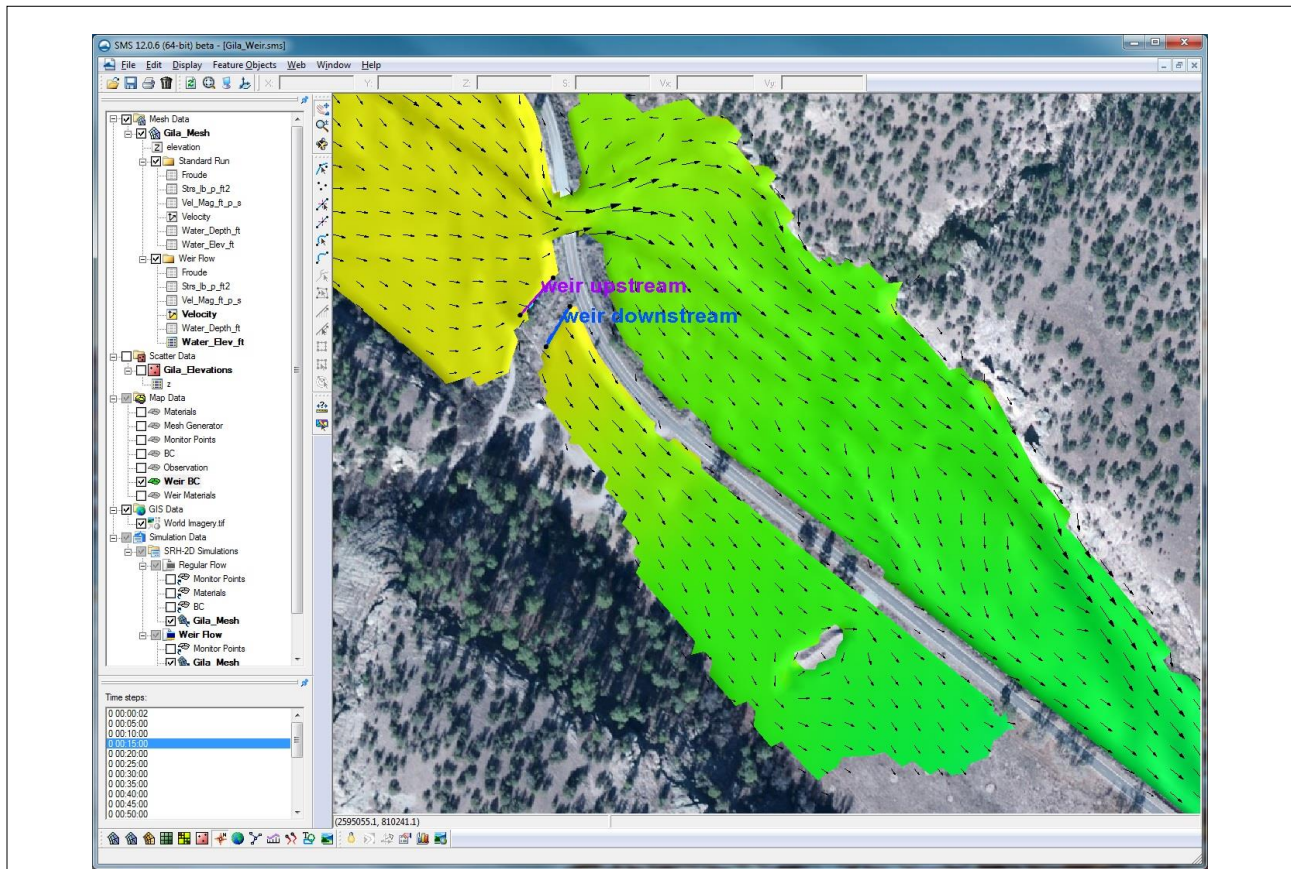 SMS 12.0.6 (64-bit) beta - [Gila_Weir.sms]
File Edit Display Feature Objects Web Window Help
X: Y: Z: S: Vx: Vy:
Mesh Data
Gila_Mesh
elevation
Standard Run
Froude
Strs_lb_p_ft2
Vel_Mag_ft_p_s
Velocity
Water_Depth_ft
Water_Elev_ft
Weir Flow
Froude
Strs_lb_p_ft2
Vel_Mag_ft_p_s
Velocity
Water_Depth_ft
Water_Elev_ft
Scatter Data
Gila_Elevations
z
Map Data
Materials
Mesh Generator
Monitor Points
BC
Observation
Weir BC
Weir Materials
GIS Data
World Imagery.tif
Simulation Data
SRH-2D Simulations
Regular Flow
Monitor Points
Materials
BC
Gila_Mesh
Weir Flow
Monitor Points
Gila_Mesh
Time steps:
0 00:00:02
0 00:05:00
0 00:10:00
0 00:15:00
0 00:20:00
0 00:25:00
0 00:30:00
0 00:35:00
0 00:40:00
0 00:45:00
0 00:50:00
weir upstream
weir downstream
(2595055.1, 810241.1)